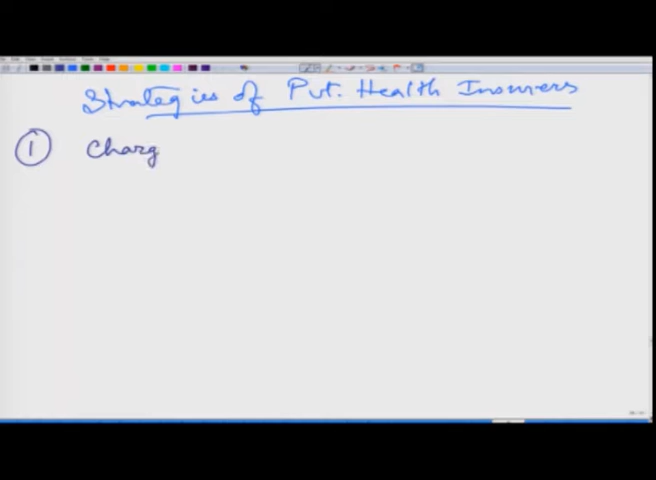 Strategies of Pvt. Health Insurers
1 Charg